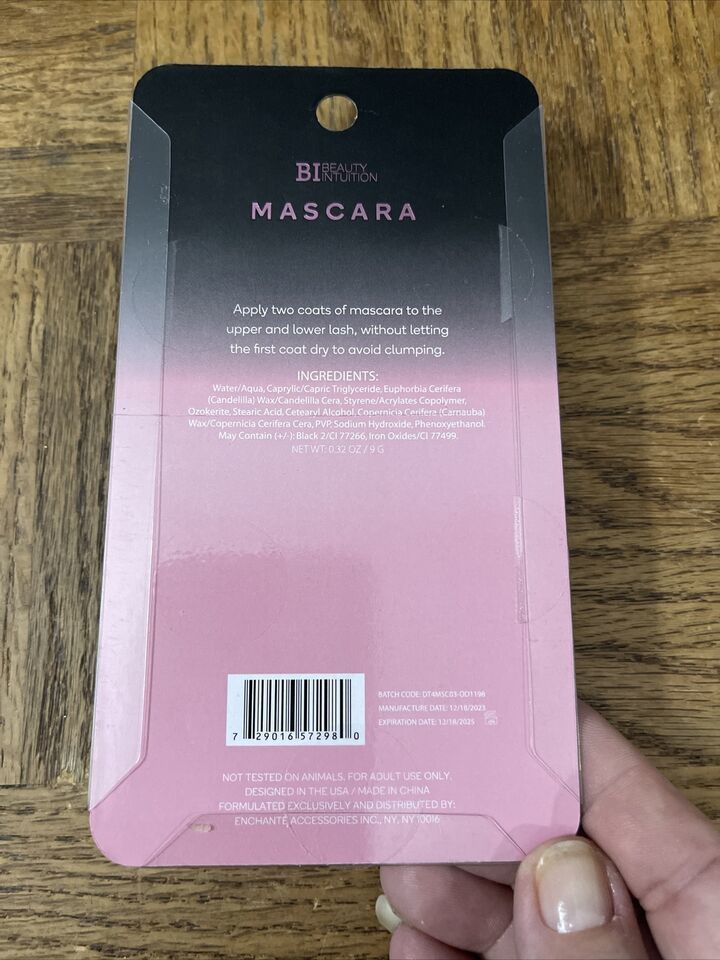 BI BEAUTY INTUITION
MASCARA
Apply two coats of mascara to the
upper and lower lash, without letting
the first coat dry to avoid clumping.
INGREDIENTS:
Water/Aqua, Caprylic/Capric Triglyceride, Euphorbia Cerifera
(Candelilla) Wax/Candelilla Cera, Styrene/Acrylates Copolymer,
Ozokerite, Stearic Acid, Cetearyl Alcohol, Copernicia Cerifera (Carnauba)
Wax/Copernicia Cerifera Cera, PVP, Sodium Hydroxide, Phenoxyethanol.
May Contain (+/-): Black 2/CI 77266, Iron Oxides/CI 77499.
NET WT: 0.32 OZ / 9 G
7 29016 57298 0
BATCH CODE: DT4MSC03-001198
MANUFACTURE DATE: 12/18/2023
EXPIRATION DATE: 12/18/2025
NOT TESTED ON ANIMALS. FOR ADULT USE ONLY.
DESIGNED IN THE USA / MADE IN CHINA
FORMULATED EXCLUSIVELY AND DISTRIBUTED BY:
ENCHANTÉ ACCESSORIES INC., NY, NY 10016